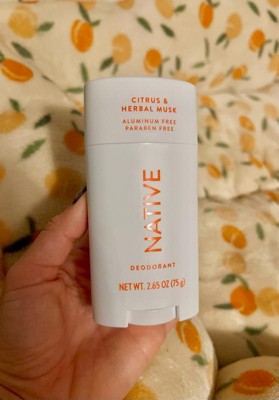 CITRUS &
HERBAL MUSK
ALUMINUM FREE
PARABEN FREE
NATIVE
DEODORANT
NET WT. 2.65 OZ (75 g)